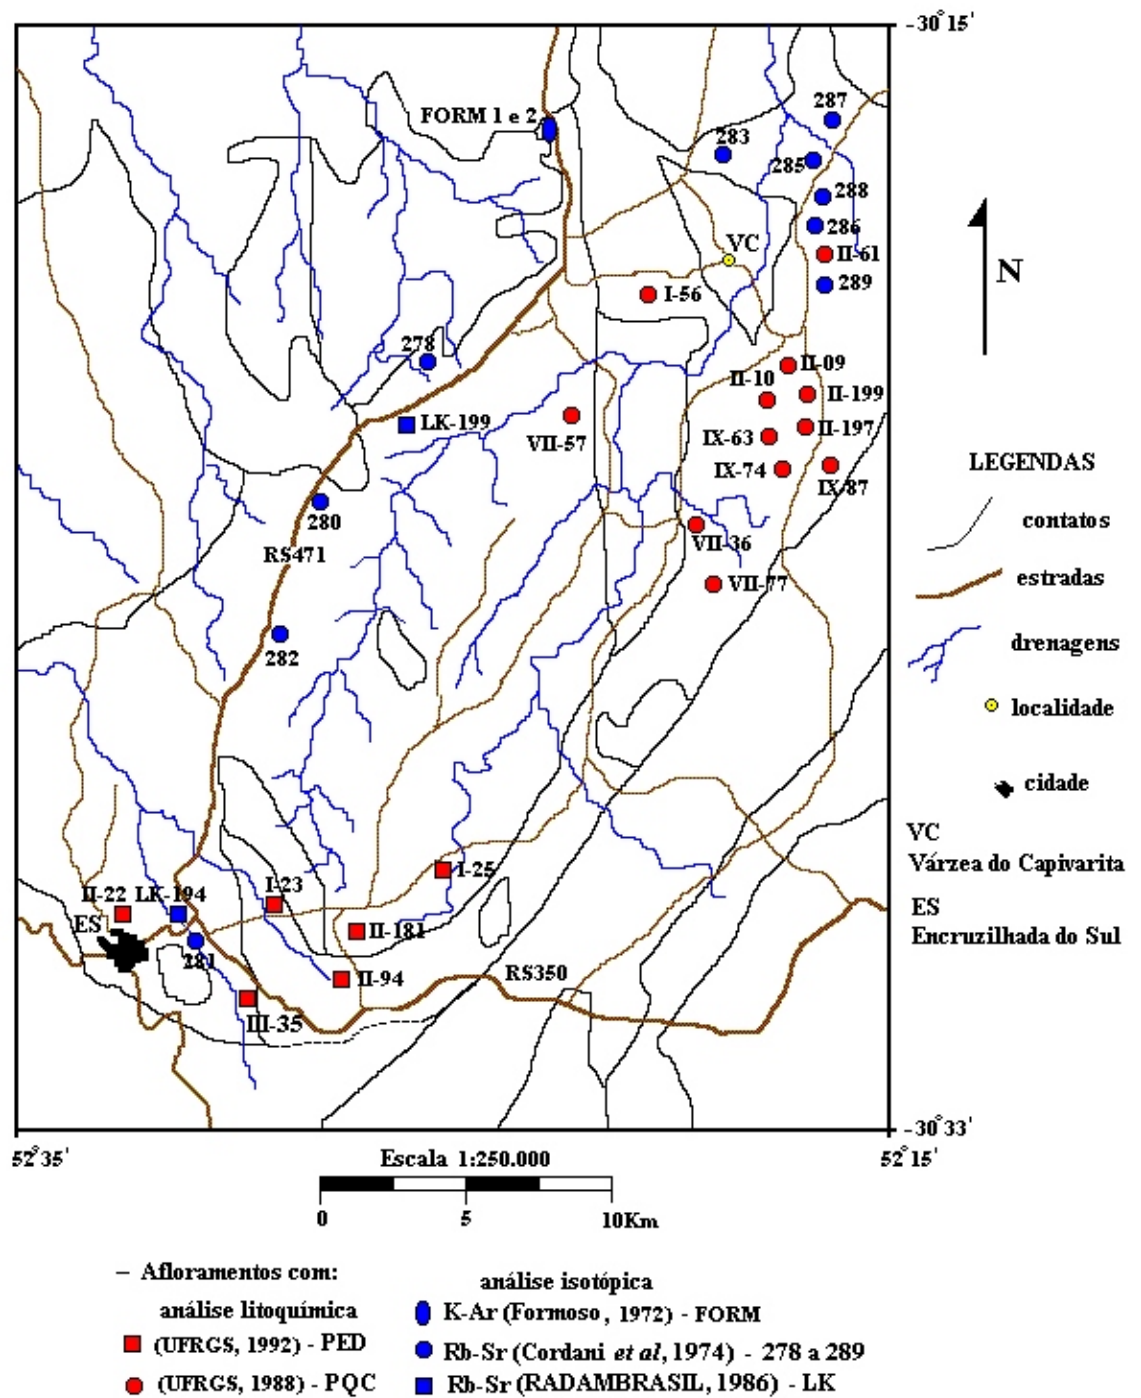 -30°15'
FORM 1 e 2
287
283
285
288
286
VC
II-61
289
I-56
N
278
II-09
II-10
II-199
LK-199
VII-57
II-197
IX-63
IX-74
IX-87
LEGENDAS
contatos
280
RS471
VII-36
estradas
VII-77
282
drenagens
localidade
cidade
VC
Várzea do Capivarita
I-25
I-23
II-22
LK-194
ES
II-181
281
ES
Encruzilhada do Sul
II-94
RS350
III-35
-30°33'
52°35'
52°15'
Escala 1:250.000
0 5 10Km
– Afloramentos com:
análise litoquímica
(UFRGS, 1992) - PED
(UFRGS, 1988) - PQC
análise isotópica
K-Ar (Formoso, 1972) - FORM
Rb-Sr (Cordani et al, 1974) - 278 a 289
Rb-Sr (RADAMBRASIL, 1986) - LK